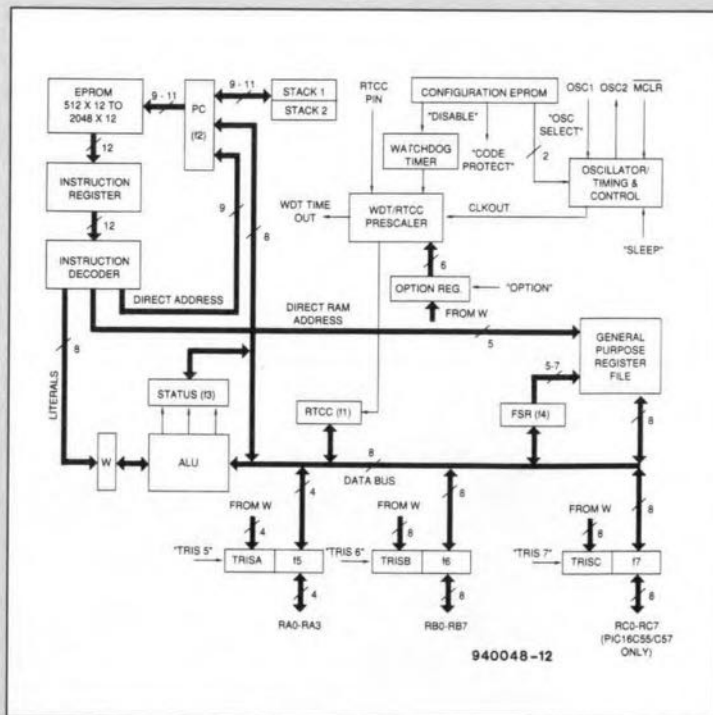 EPROM
512 X 12 TO
2048 X 12
9 - 11
PC
(f2)
9 - 11
STACK 1
STACK 2
RTCC
PIN
CONFIGURATION EPROM
OSC1
OSC2
MCLR
"DISABLE"
"CODE
PROTECT"
"OSC
SELECT"
2
WATCHDOG
TIMER
OSCILLATOR/
TIMING &
CONTROL
12
INSTRUCTION
REGISTER
12
INSTRUCTION
DECODER
9
8
WDT TIME
OUT
WDT/RTCC
PRESCALER
CLKOUT
"SLEEP"
6
OPTION REG.
"OPTION"
FROM W
DIRECT ADDRESS
DIRECT RAM
ADDRESS
5
GENERAL
PURPOSE
REGISTER
FILE
8
LITERALS
STATUS (f3)
RTCC (f1)
5-7
FSR (f4)
8
W
ALU
8
DATA BUS
FROM W
4
4
"TRIS 5"
TRISA
f5
4
RA0-RA3
FROM W
8
8
"TRIS 6"
TRISB
f6
8
RB0-RB7
FROM W
8
8
"TRIS 7"
TRISC
f7
8
RC0-RC7
(PIC16C55/C57
ONLY)
940048-12